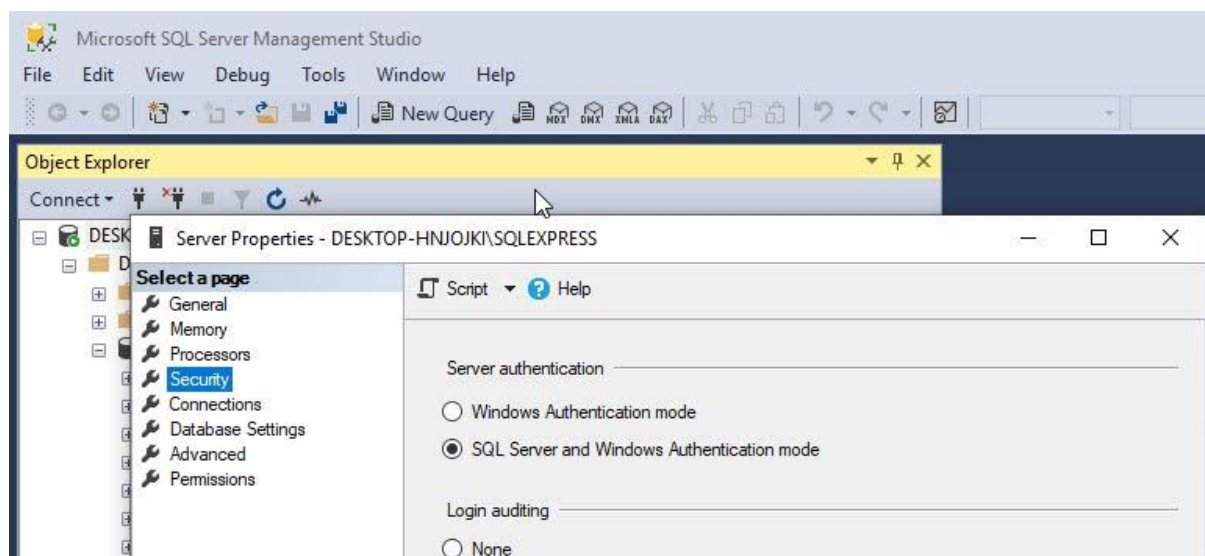 Microsoft SQL Server Management Studio
File Edit View Debug Tools Window Help
New Query MDX DMX XMLA DAX
Object Explorer
Connect
DESK
Server Properties - DESKTOP-HNJOJKI\SQLEXPRESS
D
Select a page
General
Memory
Processors
Security
Connections
Database Settings
Advanced
Permissions
Script Help
Server authentication
Windows Authentication mode
SQL Server and Windows Authentication mode
Login auditing
None